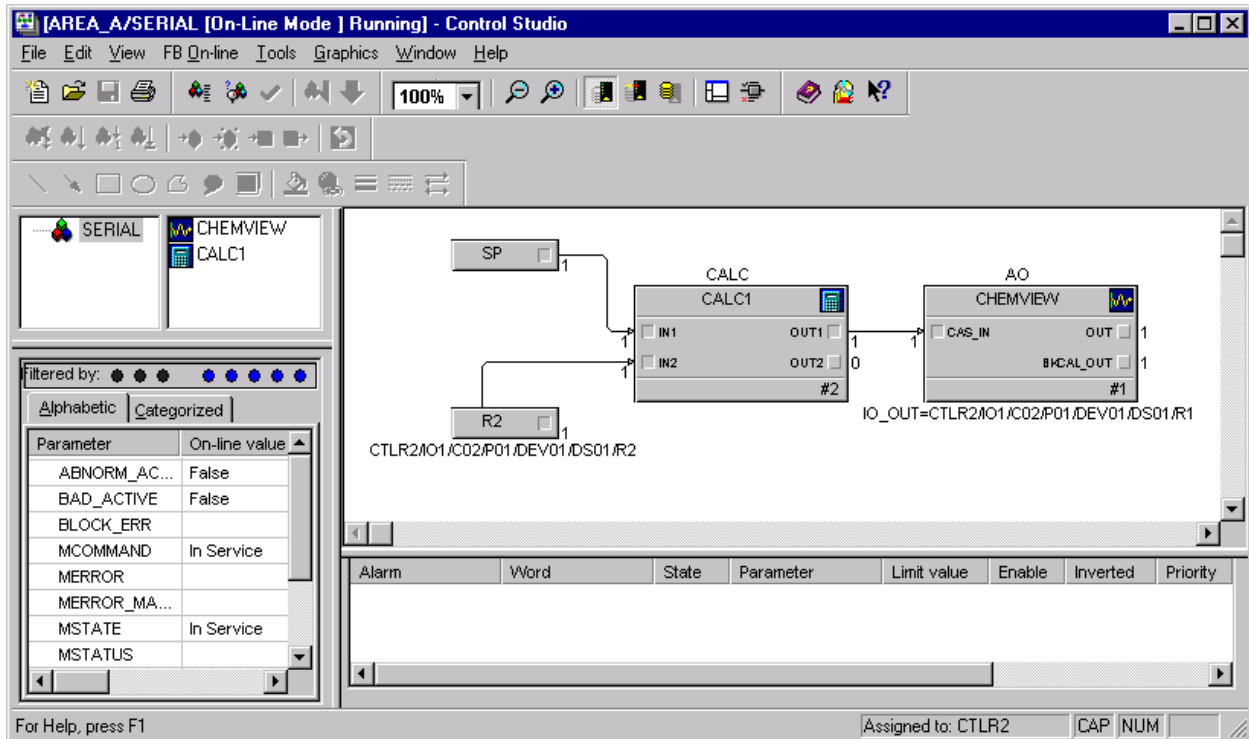 [AREA_A/SERIAL [On-Line Mode ] Running] - Control Studio
File Edit View FB On-line Tools Graphics Window Help
100%
SERIAL
CHEMVIEW
CALC1
Filtered by:
Alphabetic Categorized
Parameter On-line value
ABNORM_AC... False
BAD_ACTIVE False
BLOCK_ERR
MCOMMAND In Service
MERROR
MERROR_MA...
MSTATE In Service
MSTATUS
SP
1
CALC
CALC1
IN1 OUT1
1 1
IN2 OUT2 0
1
#2
R2
1
CTLR2/IO1/C02/P01/DEV01/DS01/R2
AO
CHEMVIEW
CAS_IN OUT 1
1
BKCAL_OUT 1
#1
IO_OUT=CTLR2/IO1/C02/P01/DEV01/DS01/R1
Alarm Word State Parameter Limit value Enable Inverted Priority
For Help, press F1 Assigned to: CTLR2 CAP NUM